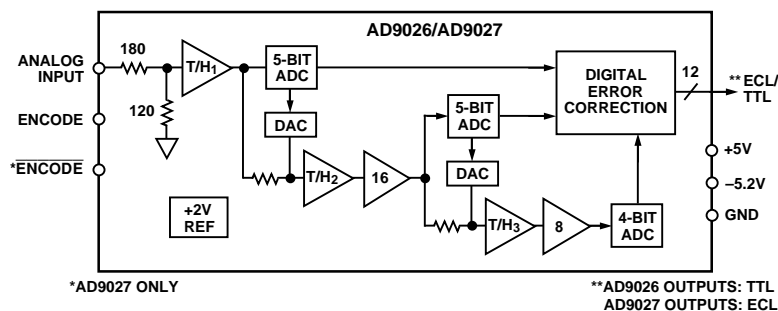 AD9026/AD9027
ANALOG
INPUT
180
T/H1
5-BIT
ADC
DIGITAL
ERROR
CORRECTION
12
**ECL/
TTL
ENCODE
120
DAC
5-BIT
ADC
*ENCODE
T/H2
16
DAC
+5V
–5.2V
+2V
REF
T/H3
8
4-BIT
ADC
GND
*AD9027 ONLY
**AD9026 OUTPUTS: TTL
AD9027 OUTPUTS: ECL